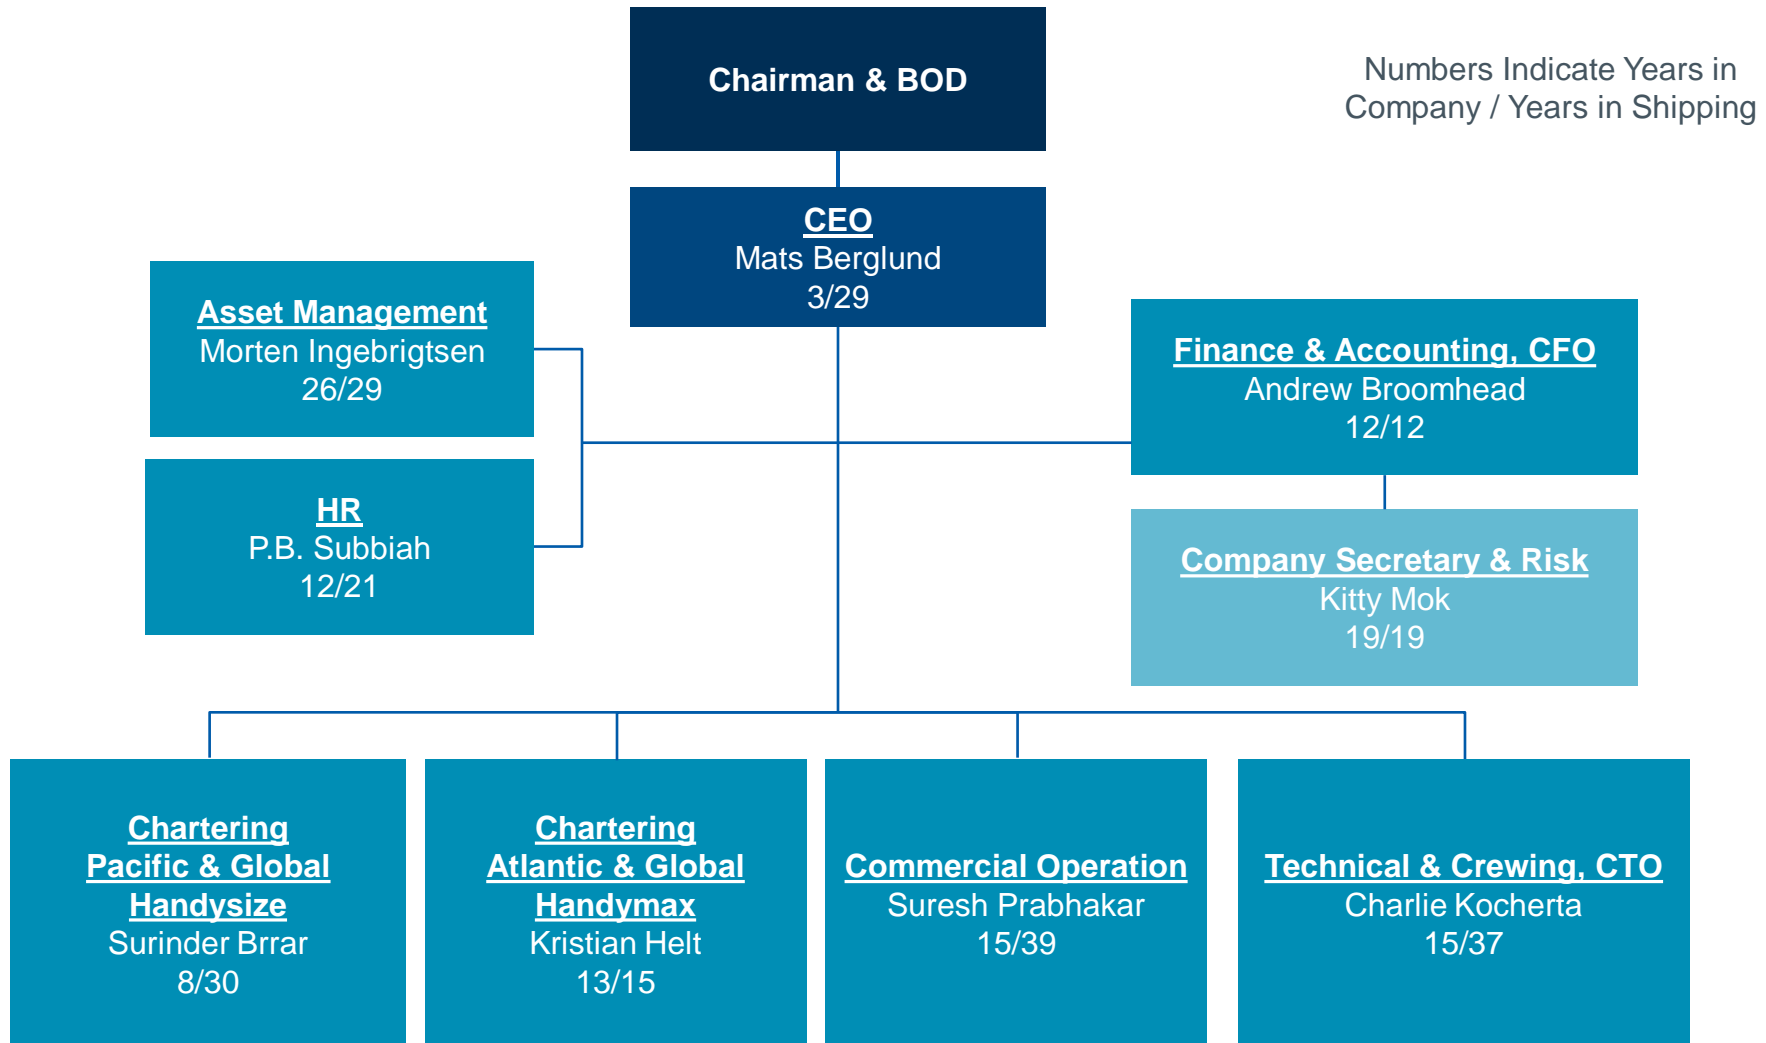 Chairman & BOD
Numbers Indicate Years in
Company / Years in Shipping
CEO
Mats Berglund
3/29
Asset Management
Morten Ingebrigtsen
26/29
Finance & Accounting, CFO
Andrew Broomhead
12/12
HR
P.B. Subbiah
12/21
Company Secretary & Risk
Kitty Mok
19/19
Chartering
Pacific & Global
Handysize
Surinder Brrar
8/30
Chartering
Atlantic & Global
Handymax
Kristian Helt
13/15
Commercial Operation
Suresh Prabhakar
15/39
Technical & Crewing, CTO
Charlie Kocherta
15/37